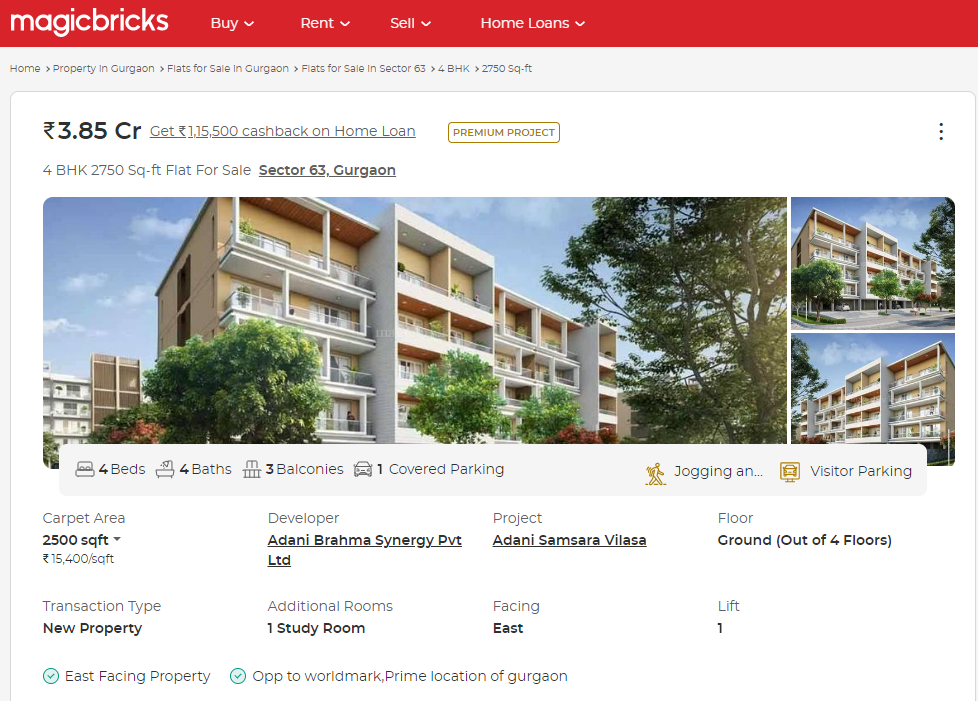 magicbricks
Buy Rent Sell Home Loans
Home > Property in Gurgaon > Flats for Sale in Gurgaon > Flats for Sale in Sector 63 > 4 BHK > 2750 Sq-ft
₹3.85 Cr Get ₹1,15,500 cashback on Home Loan PREMIUM PROJECT
4 BHK 2750 Sq-ft Flat For Sale Sector 63, Gurgaon
4 Beds 4 Baths 3 Balconies 1 Covered Parking Jogging an... Visitor Parking
Carpet Area Developer Project Floor
2500 sqft Adani Brahma Synergy Pvt Adani Samsara Vilasa Ground (Out of 4 Floors)
₹15,400/sqft Ltd
Transaction Type Additional Rooms Facing Lift
New Property 1 Study Room East 1
East Facing Property Opp to worldmark,Prime location of gurgaon